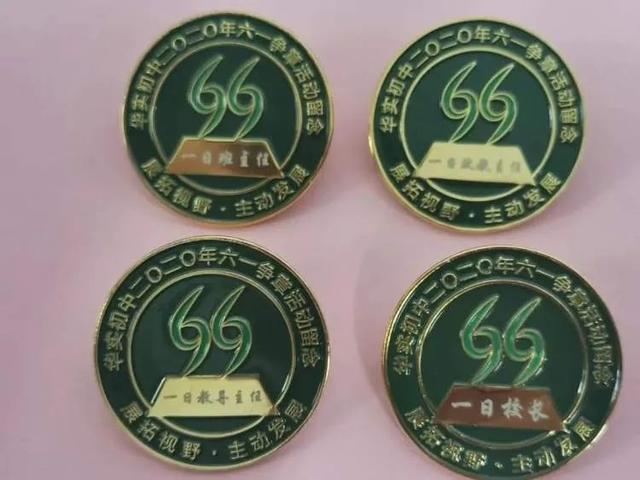 华实初中二〇二〇年六一争章活动留念
一日班主任
展拓视野·主动发展
华实初中二〇二〇年六一争章活动留念
一日政教主任
展拓视野·主动发展
华实初中二〇二〇年六一争章活动留念
一日教导主任
展拓视野·主动发展
华实初中二〇二〇年六一争章活动留念
一日校长
展拓视野·主动发展